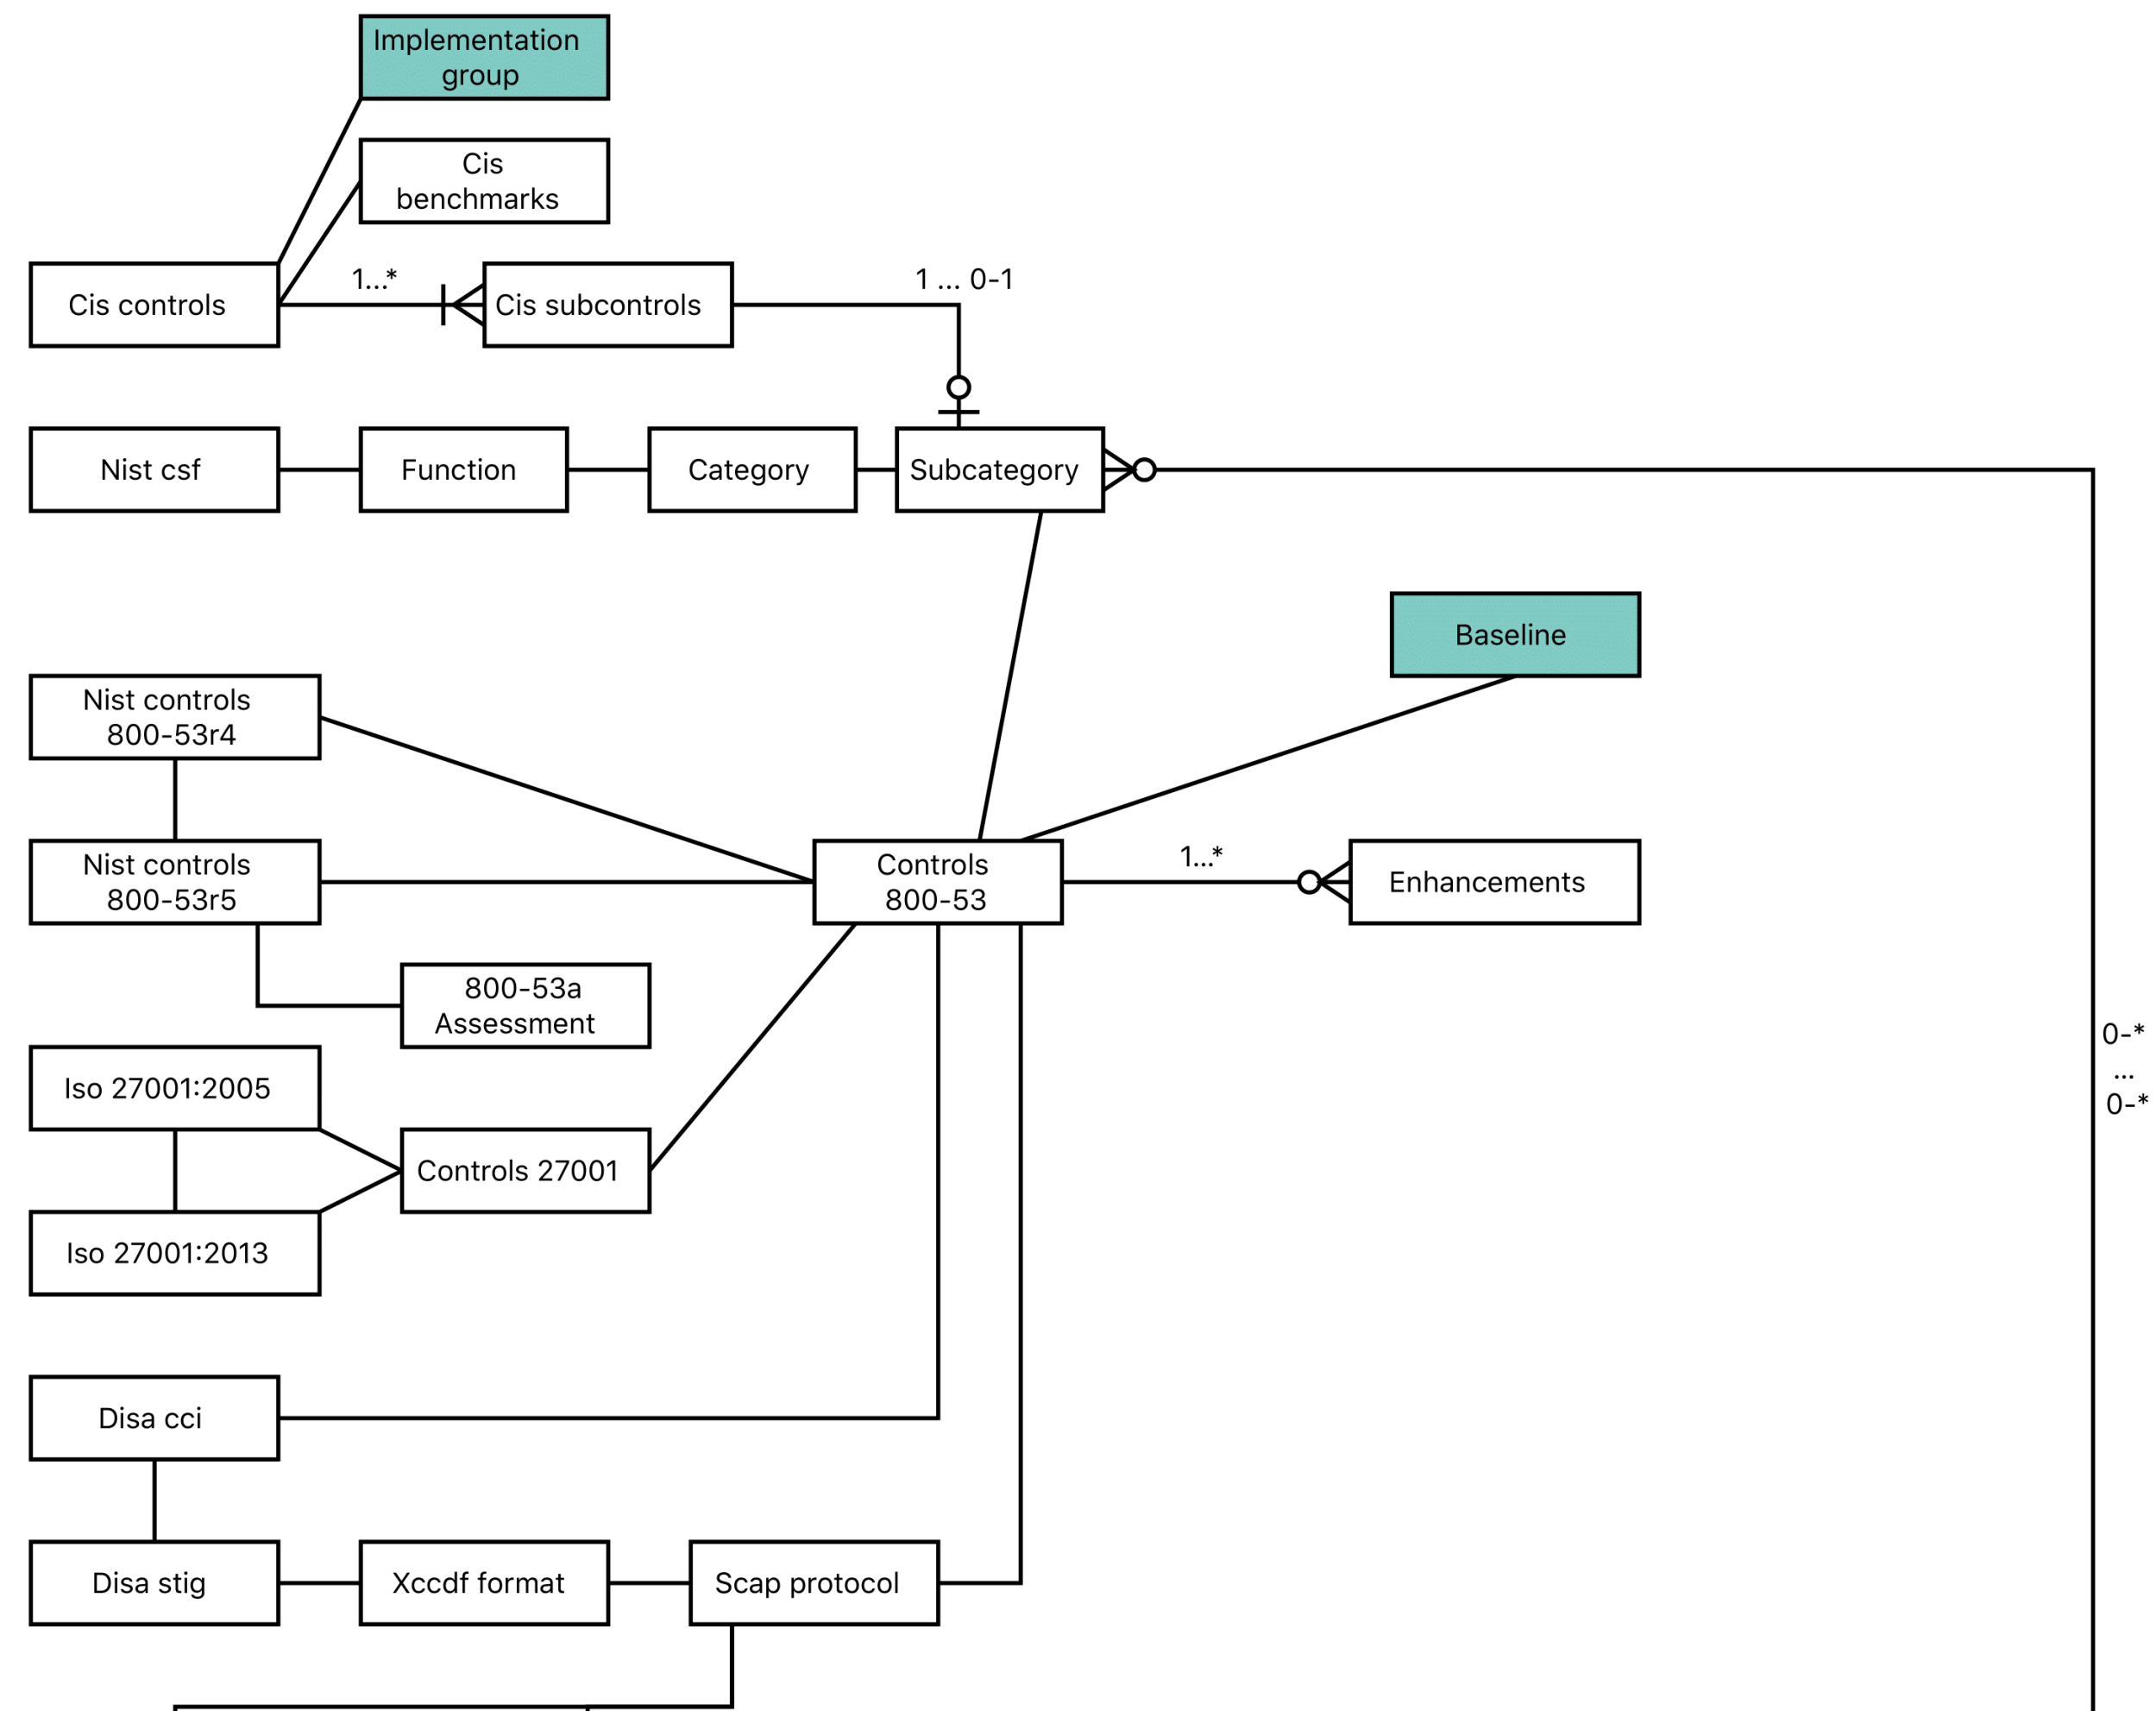 Implementation
group
Cis
benchmarks
Cis controls
1...*
Cis subcontrols
1 ... 0-1
Nist csf
Function
Category
Subcategory
Baseline
Nist controls
800-53r4
Nist controls
800-53r5
Controls
800-53
1...*
Enhancements
800-53a
Assessment
0-*
...
0-*
Iso 27001:2005
Controls 27001
Iso 27001:2013
Disa cci
Disa stig
Xccdf format
Scap protocol